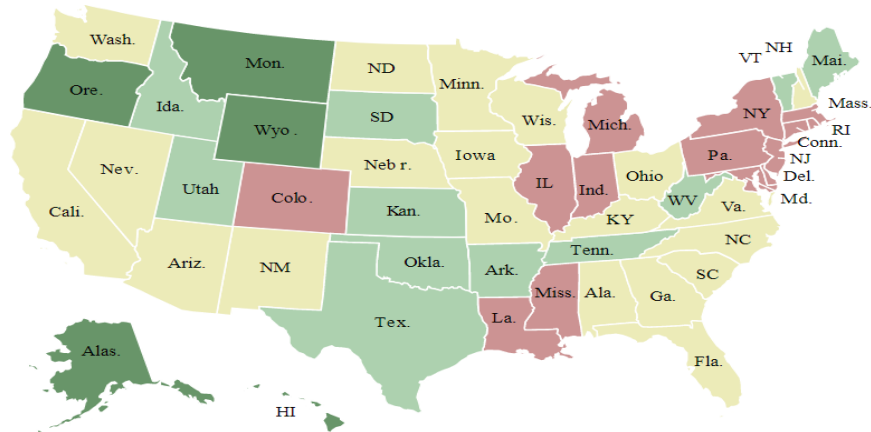 Wash.
Mon.
ND
Minn.
VT
NH
Mai.
Ore.
Ida.
SD
Wis.
Mich.
NY
Mass.
Wyo .
RI
Conn.
Nev.
Neb r.
Iowa
Pa.
NJ
Utah
Colo .
IL
Ind.
Ohio
Del.
Cali.
Kan.
Mo.
KY
WV
Va.
Md.
Ariz.
NM
Okla.
Ark.
Tenn.
NC
SC
Tex.
La.
Miss.
Ala.
Ga.
Fla.
Alas.
HI